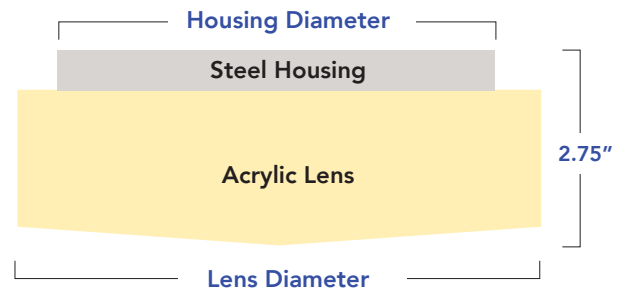 Housing Diameter
Steel Housing
Acrylic Lens
2.75”
Lens Diameter